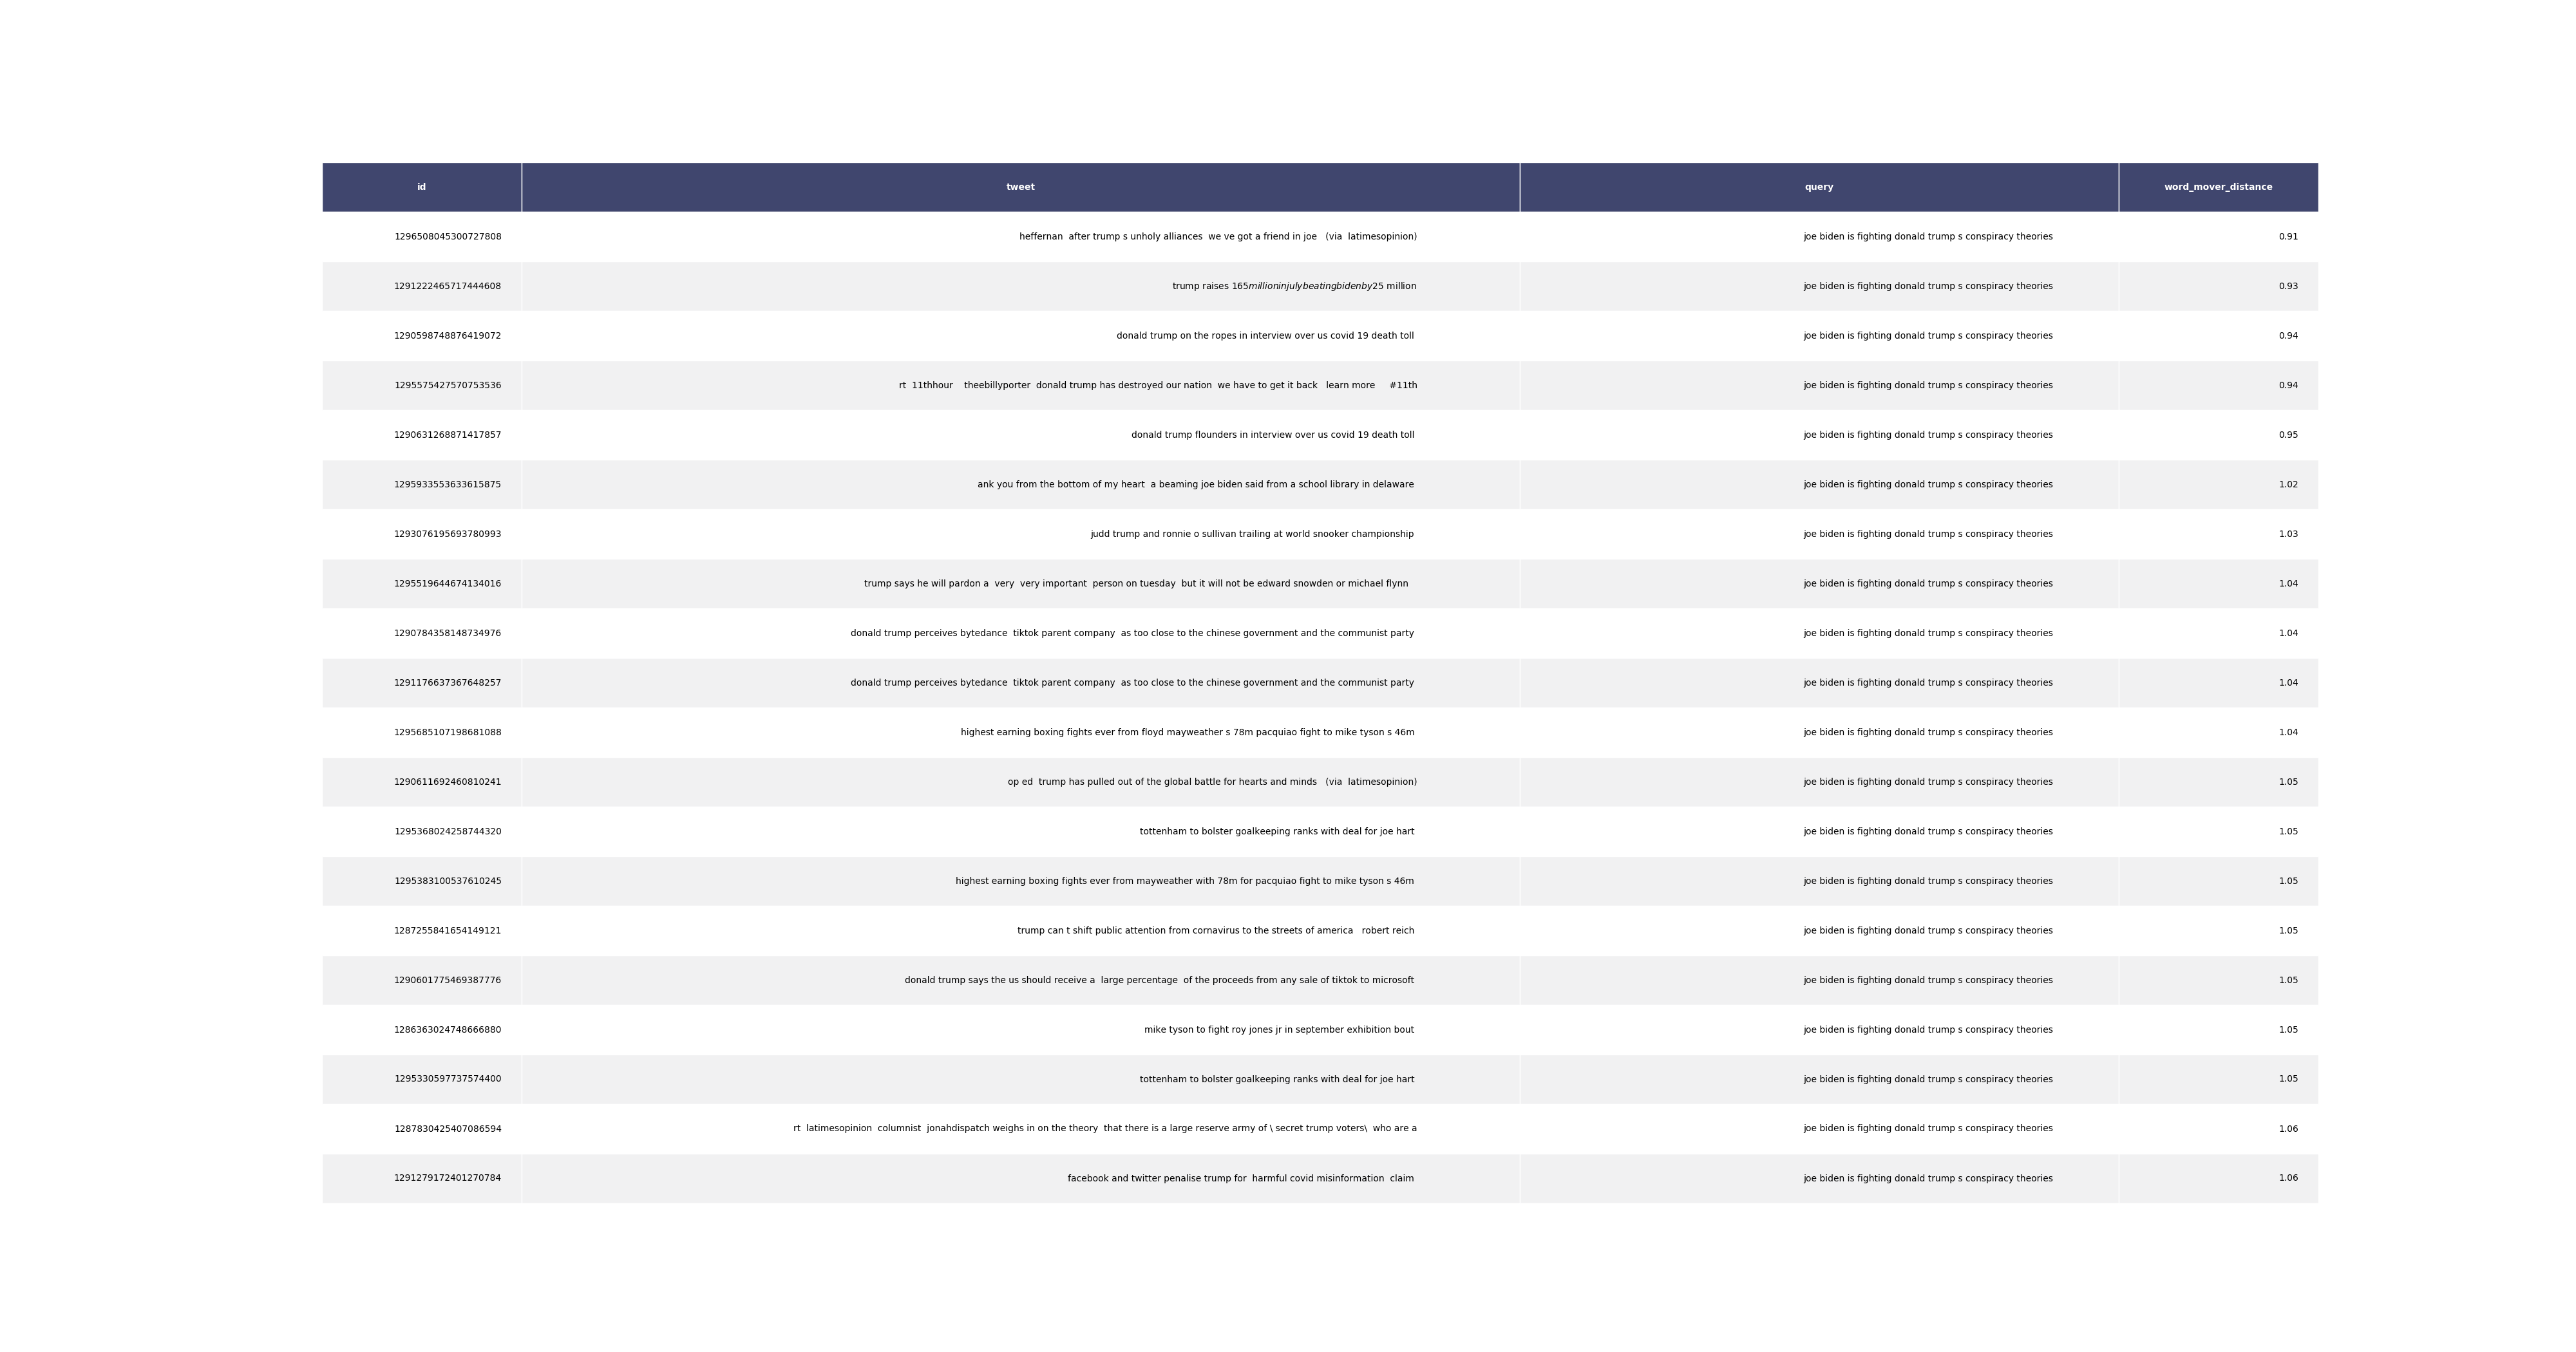 id tweet query word_mover_distance
1296508045300727808 heffernan  after trump s unholy alliances  we ve got a friend in joe   (via  latimesopinion) joe biden is fighting donald trump s conspiracy theories 0.91
1291222465717444608 trump raises 165millioninjulybeatingbidenby25 million joe biden is fighting donald trump s conspiracy theories 0.93
1290598748876419072 donald trump on the ropes in interview over us covid 19 death toll joe biden is fighting donald trump s conspiracy theories 0.94
1295575427570753536 rt  11thhour    theebillyporter  donald trump has destroyed our nation  we have to get it back   learn more     #11th joe biden is fighting donald trump s conspiracy theories 0.94
1290631268871417857 donald trump flounders in interview over us covid 19 death toll joe biden is fighting donald trump s conspiracy theories 0.95
1295933553633615875 ank you from the bottom of my heart  a beaming joe biden said from a school library in delaware joe biden is fighting donald trump s conspiracy theories 1.02
1293076195693780993 judd trump and ronnie o sullivan trailing at world snooker championship joe biden is fighting donald trump s conspiracy theories 1.03
1295519644674134016 trump says he will pardon a  very  very important  person on tuesday  but it will not be edward snowden or michael flynn joe biden is fighting donald trump s conspiracy theories 1.04
1290784358148734976 donald trump perceives bytedance  tiktok parent company  as too close to the chinese government and the communist party joe biden is fighting donald trump s conspiracy theories 1.04
1291176637367648257 donald trump perceives bytedance  tiktok parent company  as too close to the chinese government and the communist party joe biden is fighting donald trump s conspiracy theories 1.04
1295685107198681088 highest earning boxing fights ever from floyd mayweather s 78m pacquiao fight to mike tyson s 46m joe biden is fighting donald trump s conspiracy theories 1.04
1290611692460810241 op ed  trump has pulled out of the global battle for hearts and minds   (via  latimesopinion) joe biden is fighting donald trump s conspiracy theories 1.05
1295368024258744320 tottenham to bolster goalkeeping ranks with deal for joe hart joe biden is fighting donald trump s conspiracy theories 1.05
1295383100537610245 highest earning boxing fights ever from mayweather with 78m for pacquiao fight to mike tyson s 46m joe biden is fighting donald trump s conspiracy theories 1.05
1287255841654149121 trump can t shift public attention from cornavirus to the streets of america   robert reich joe biden is fighting donald trump s conspiracy theories 1.05
1290601775469387776 donald trump says the us should receive a  large percentage  of the proceeds from any sale of tiktok to microsoft joe biden is fighting donald trump s conspiracy theories 1.05
1286363024748666880 mike tyson to fight roy jones jr in september exhibition bout joe biden is fighting donald trump s conspiracy theories 1.05
1295330597737574400 tottenham to bolster goalkeeping ranks with deal for joe hart joe biden is fighting donald trump s conspiracy theories 1.05
1287830425407086594 rt  latimesopinion  columnist  jonahdispatch weighs in on the theory  that there is a large reserve army of \ secret trump voters\  who are a joe biden is fighting donald trump s conspiracy theories 1.06
1291279172401270784 facebook and twitter penalise trump for  harmful covid misinformation  claim joe biden is fighting donald trump s conspiracy theories 1.06